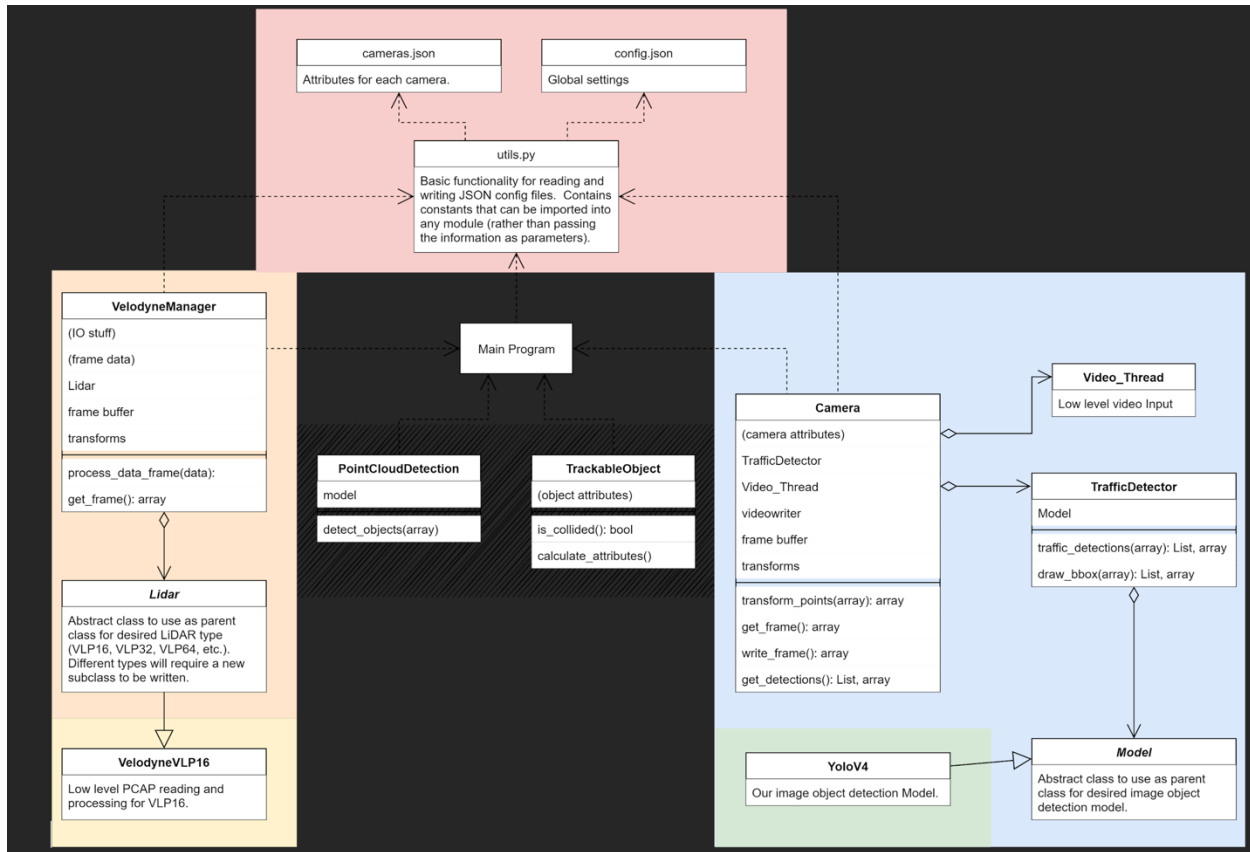 cameras.json
Attributes for each camera.
config.json
Global settings
utils.py
Basic functionality for reading and
writing JSON config files. Contains
constants that can be imported into
any module (rather than passing
the information as parameters).
VelodyneManager
(IO stuff)
(frame data)
Lidar
frame buffer
transforms
process_data_frame(data):
get_frame(): array
Main Program
PointCloudDetection
model
detect_objects(array)
TrackableObject
(object attributes)
is_collided(): bool
calculate_attributes()
Camera
(camera attributes)
TrafficDetector
Video_Thread
videowriter
frame buffer
transforms
transform_points(array): array
get_frame(): array
write_frame(): array
get_detections(): List, array
Video_Thread
Low level video Input
TrafficDetector
Model
traffic_detections(array): List, array
draw_bbox(array): List, array
Lidar
Abstract class to use as parent
class for desired LiDAR type
(VLP16, VLP32, VLP64, etc.).
Different types will require a new
subclass to be written.
VelodyneVLP16
Low level PCAP reading and
processing for VLP16.
YoloV4
Our image object detection Model.
Model
Abstract class to use as parent
class for desired image object
detection model.